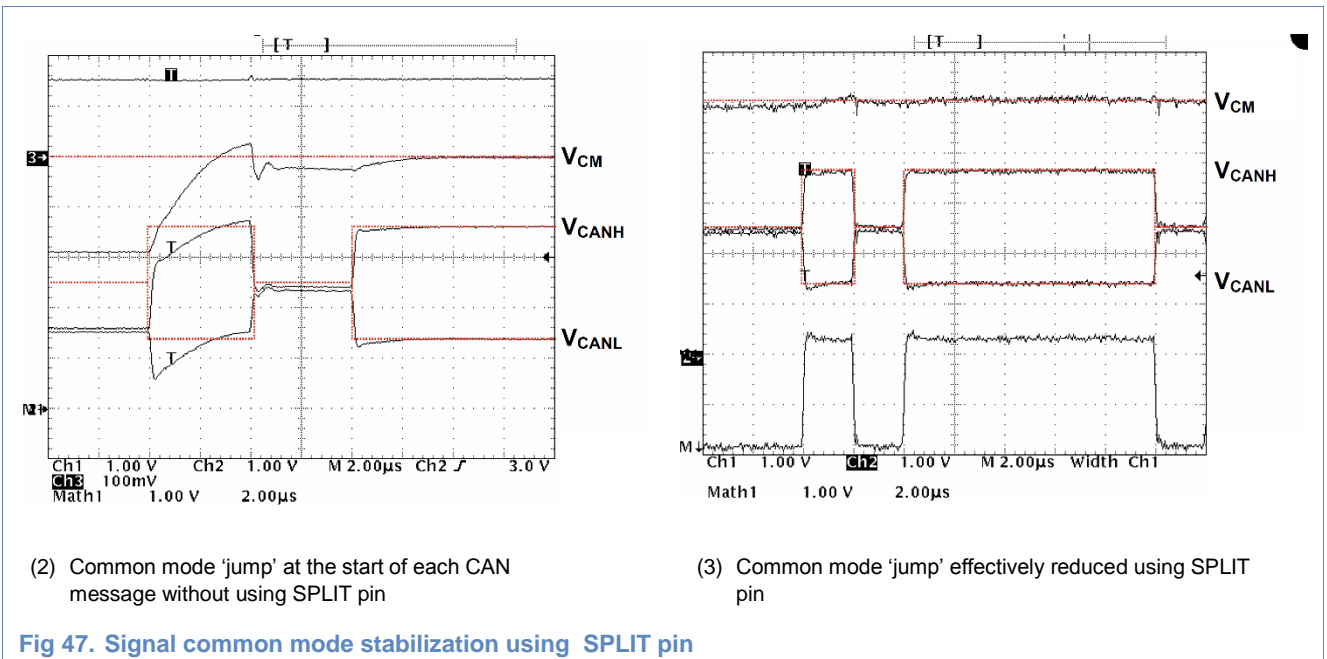 [ T ]
T
3→
T
T
M1
VCM
VCANH
VCANL
Ch1 1.00 V Ch2 1.00 V M 2.00µs Ch2 3.0 V
Ch3 100mV
Math1 1.00 V 2.00µs
[ T ]
T
T
M↓
VCM
VCANH
VCANL
Ch1 1.00 V Ch2 1.00 V M 2.00µs Width Ch1
Math1 1.00 V 2.00µs
(2) Common mode ‘jump’ at the start of each CAN
message without using SPLIT pin
(3) Common mode ‘jump’ effectively reduced using SPLIT
pin
Fig 47. Signal common mode stabilization using SPLIT pin